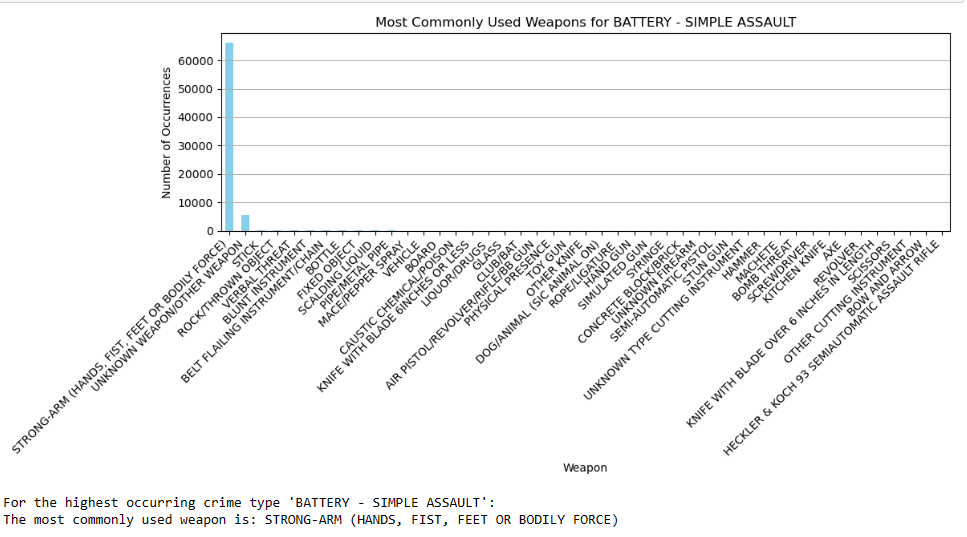 Most Commonly Used Weapons for BATTERY - SIMPLE ASSAULT
Number of Occurrences
60000
50000
40000
30000
20000
10000
0
STRONG-ARM (HANDS, FIST, FEET OR BODILY FORCE)
UNKNOWN WEAPON/OTHER WEAPON
STICK
ROCK/THROWN OBJECT
VERBAL THREAT
BLUNT INSTRUMENT
BELT FLAILING INSTRUMENT/CHAIN
BOTTLE
FIXED OBJECT
SCALDING LIQUID
PIPE/METAL PIPE
MACE/PEPPER SPRAY
VEHICLE
BOARD
CAUSTIC CHEMICAL/POISON
KNIFE WITH BLADE 6INCHES OR LESS
LIQUOR/DRUGS
GLASS
CLUB/BAT
AIR PISTOL/REVOLVER/RIFLE/BB GUN
PHYSICAL PRESENCE
TOY GUN
OTHER KNIFE
DOG/ANIMAL (SIC ANIMAL ON)
ROPE/LIGATURE
HAND GUN
SIMULATED GUN
SYRINGE
CONCRETE BLOCK/BRICK
UNKNOWN FIREARM
SEMI-AUTOMATIC PISTOL
STUN GUN
UNKNOWN TYPE CUTTING INSTRUMENT
HAMMER
MACHETE
BOMB THREAT
SCREWDRIVER
KITCHEN KNIFE
AXE
REVOLVER
KNIFE WITH BLADE OVER 6 INCHES IN LENGTH
SCISSORS
OTHER CUTTING INSTRUMENT
BOW AND ARROW
HECKLER & KOCH 93 SEMIAUTOMATIC ASSAULT RIFLE
Weapon
For the highest occurring crime type 'BATTERY - SIMPLE ASSAULT':
The most commonly used weapon is: STRONG-ARM (HANDS, FIST, FEET OR BODILY FORCE)